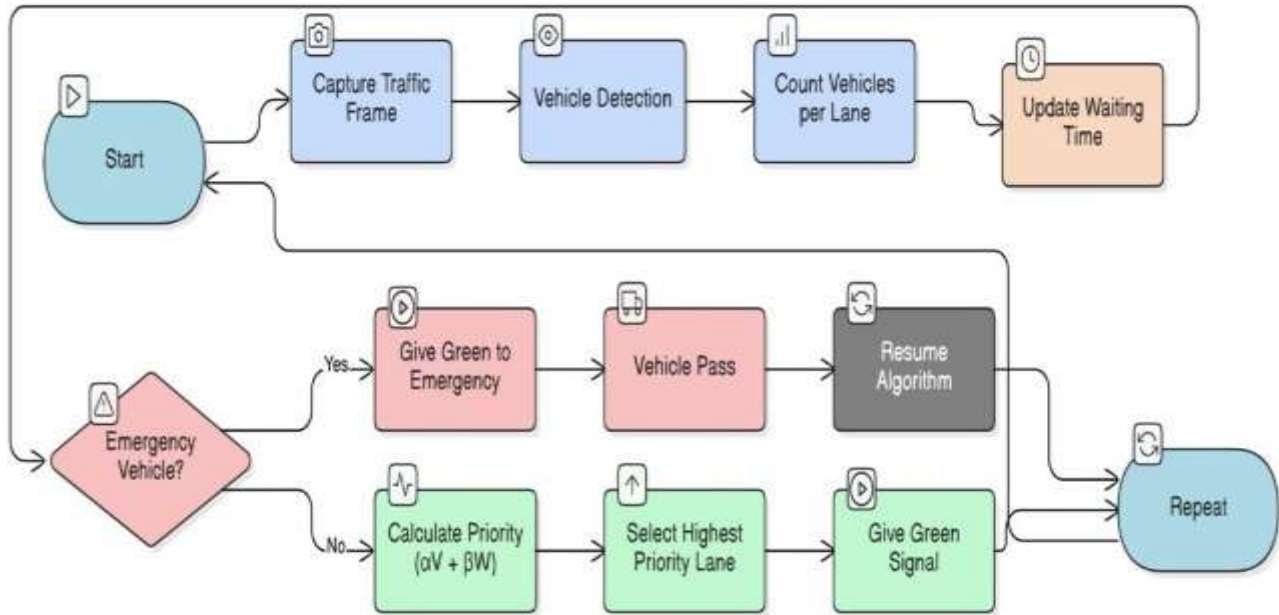 Capture Traffic
Frame
Vehicle Detection
Count Vehicles
per Lane
Update Waiting
Time
Start
Yes
Give Green to
Emergency
Vehicle Pass
Resume
Algorithm
Emergency
Vehicle?
Repeat
No
Calculate Priority
(αV + βW)
Select Highest
Priority Lane
Give Green
Signal